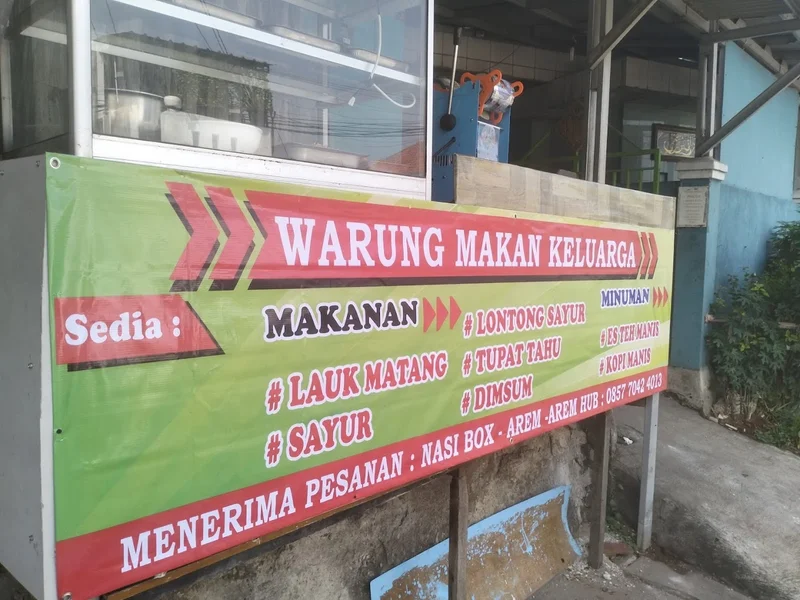 WARUNG MAKAN KELUARGA
Sedia :
MAKANAN
# LAUK MATANG
# SAYUR
# LONTONG SAYUR
# TUPAT TAHU
# DIMSUM
MINUMAN
# ES TEH MANIS
# KOPI MANIS
MENERIMA PESANAN : NASI BOX - AREM -AREM HUB : 0857 7042 4013